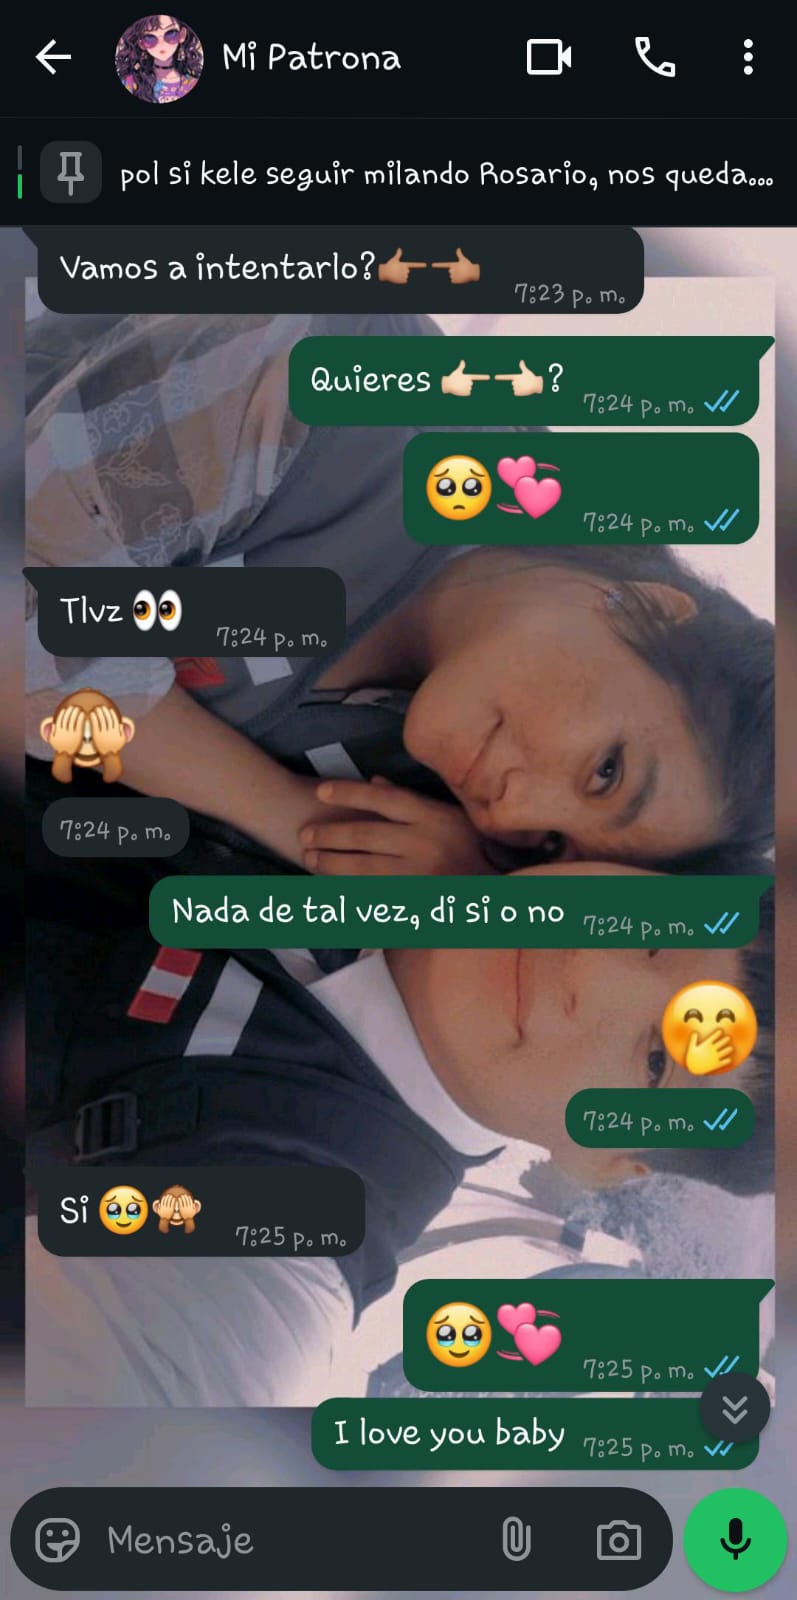 Mi Patrona
pol si kele seguir milando Rosario, nos queda...
Vamos a intentarlo?👉🏽👈🏽
7:23 p. m.
Quieres 👉🏻👈🏻?
7:24 p. m.
🥺💞
7:24 p. m.
Tlvz 👀
7:24 p. m.
🙈
7:24 p. m.
Nada de tal vez, di si o no 7:24 p. m.
🤭
7:24 p. m.
Si 🥹🙈
7:25 p. m.
🥹💞
7:25 p. m.
I love you baby 7:25 p. m.
Mensaje